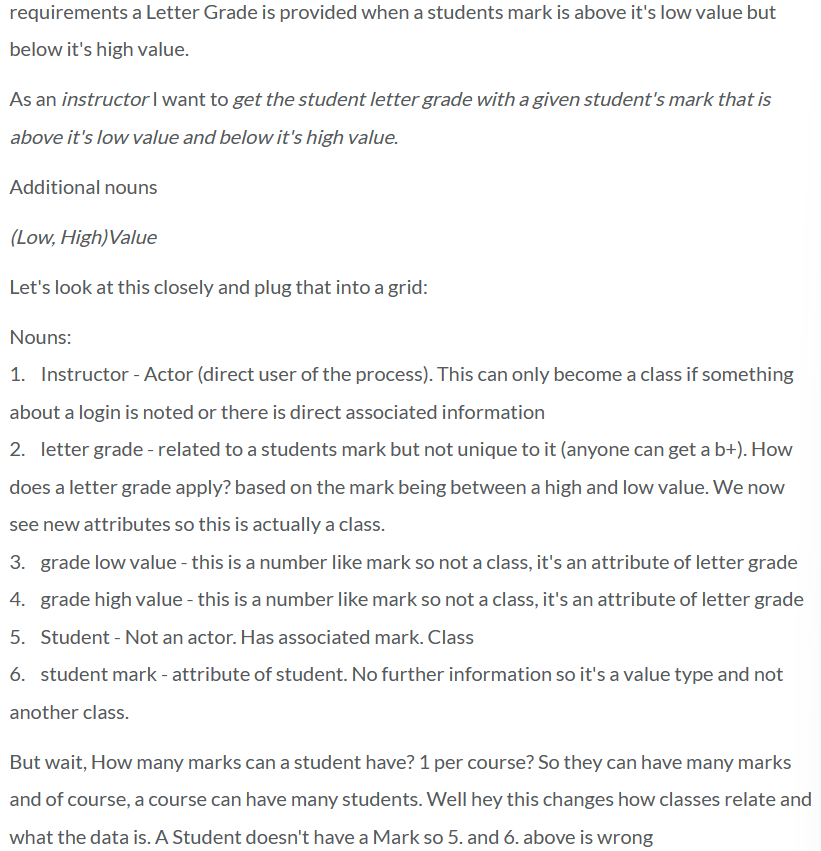 requirements a Letter Grade is provided when a students mark is above it's low value but
below it's high value.
As an instructor I want to get the student letter grade with a given student's mark that is
above it's low value and below it's high value.
Additional nouns
(Low, High)Value
Let's look at this closely and plug that into a grid:
Nouns:
1. Instructor - Actor (direct user of the process). This can only become a class if something
about a login is noted or there is direct associated information
2. letter grade - related to a students mark but not unique to it (anyone can get a b+). How
does a letter grade apply? based on the mark being between a high and low value. We now
see new attributes so this is actually a class.
3. grade low value - this is a number like mark so not a class, it's an attribute of letter grade
4. grade high value - this is a number like mark so not a class, it's an attribute of letter grade
5. Student - Not an actor. Has associated mark. Class
6. student mark - attribute of student. No further information so it's a value type and not
another class.
But wait, How many marks can a student have? 1 per course? So they can have many marks
and of course, a course can have many students. Well hey this changes how classes relate and
what the data is. A Student doesn't have a Mark so 5. and 6. above is wrong